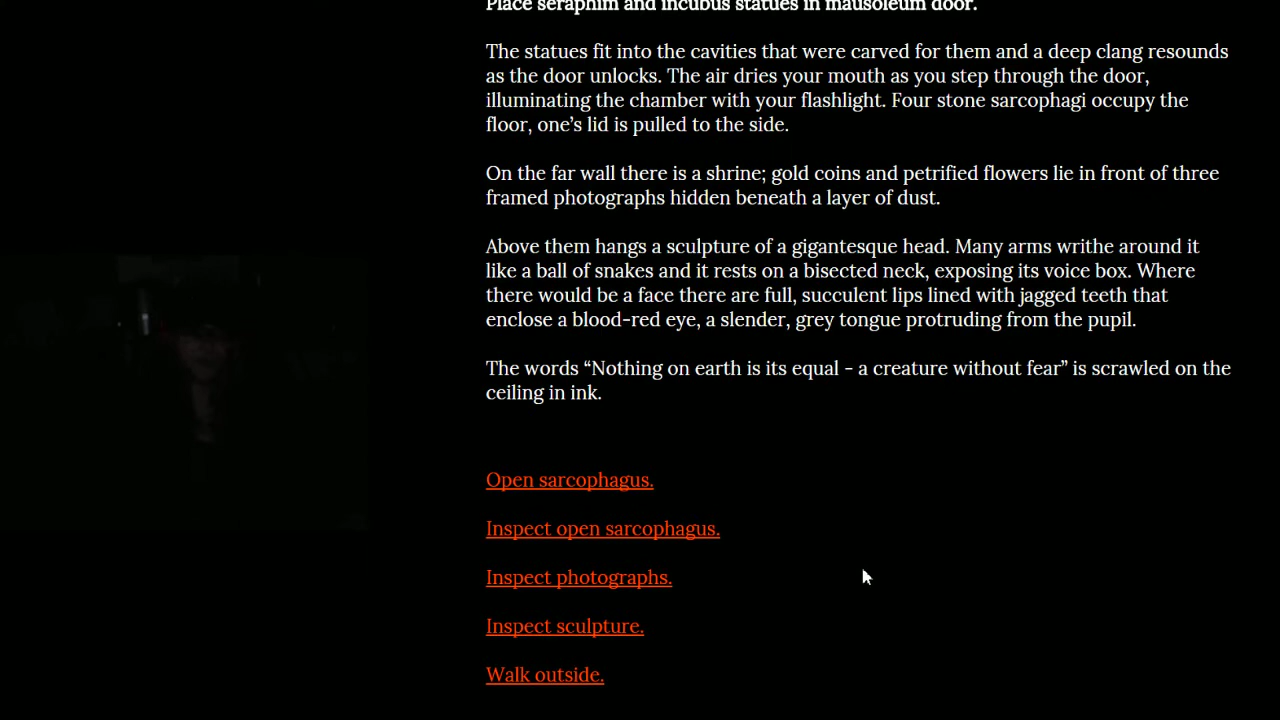 Place seraphim and incubus statues in mausoleum door.
The statues fit into the cavities that were carved for them and a deep clang resounds
as the door unlocks. The air dries your mouth as you step through the door,
illuminating the chamber with your flashlight. Four stone sarcophagi occupy the
floor, one’s lid is pulled to the side.
On the far wall there is a shrine; gold coins and petrified flowers lie in front of three
framed photographs hidden beneath a layer of dust.
Above them hangs a sculpture of a gigantesque head. Many arms writhe around it
like a ball of snakes and it rests on a bisected neck, exposing its voice box. Where
there would be a face there are full, succulent lips lined with jagged teeth that
enclose a blood-red eye, a slender, grey tongue protruding from the pupil.
The words “Nothing on earth is its equal - a creature without fear” is scrawled on the
ceiling in ink.
Open sarcophagus.
Inspect open sarcophagus.
Inspect photographs.
Inspect sculpture.
Walk outside.